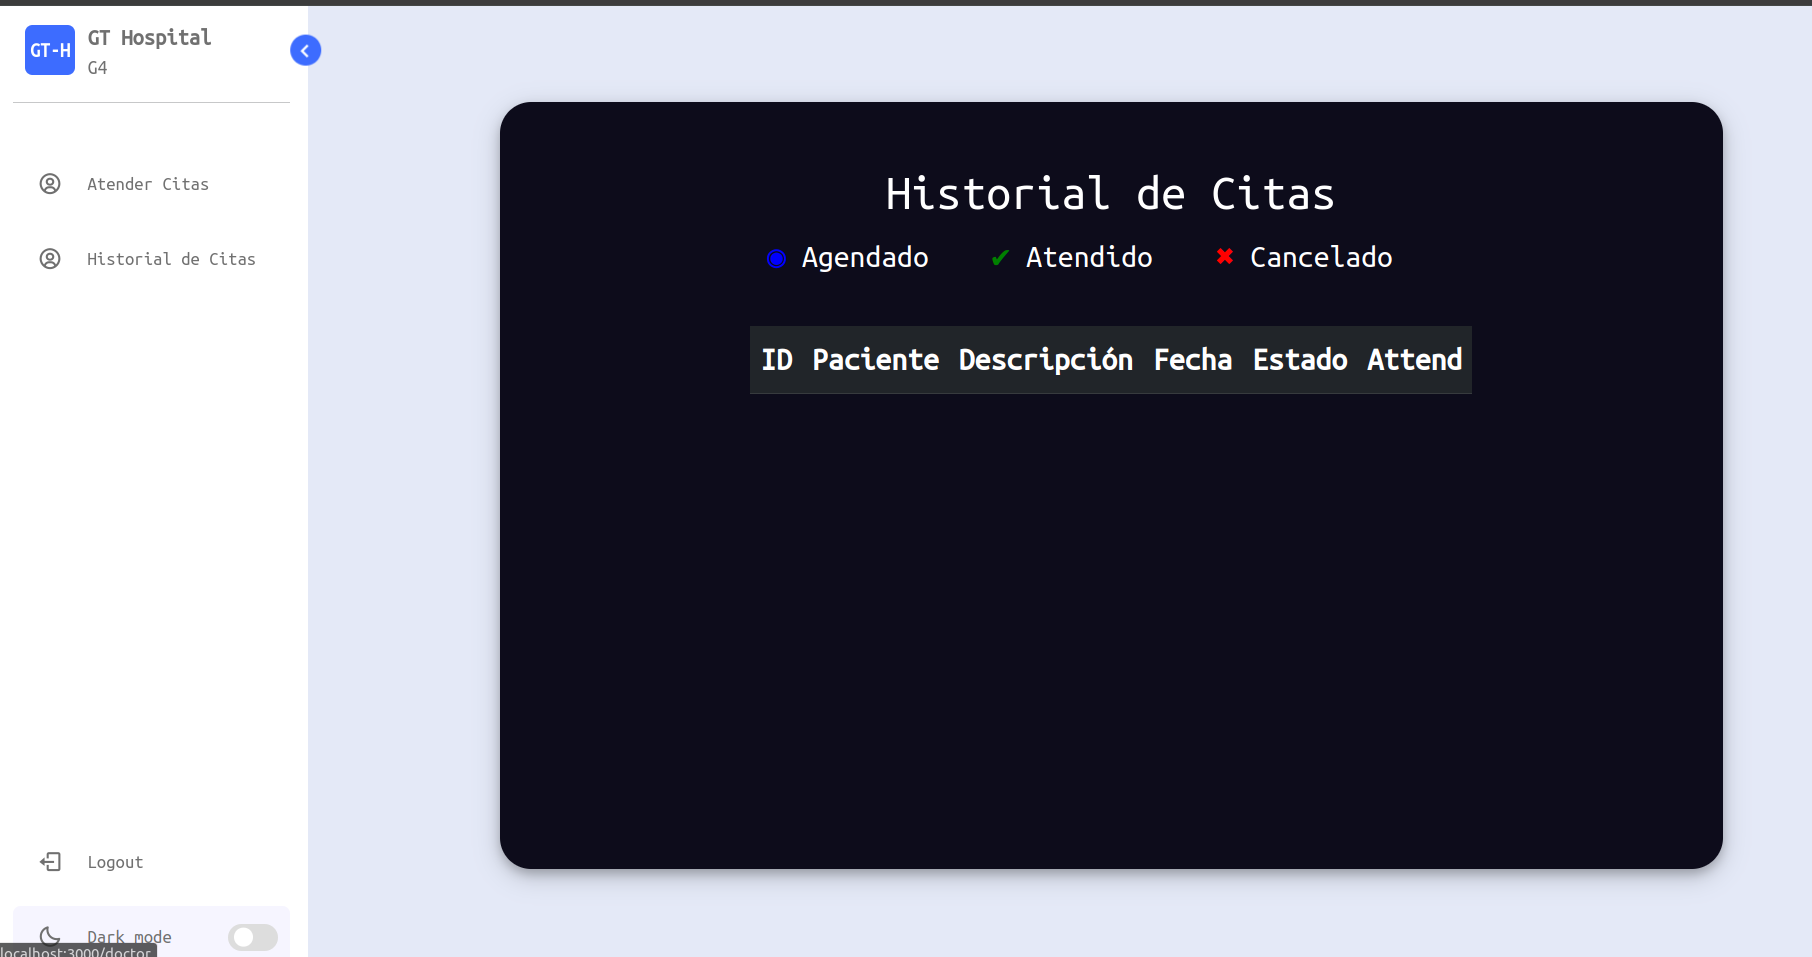 GT-H
GT Hospital
G4
Atender Citas
Historial de Citas
Logout
Dark mode
localhost:3000/doctor
Historial de Citas
◉ Agendado ✔ Atendido ✖ Cancelado
ID Paciente Descripción Fecha Estado Attend